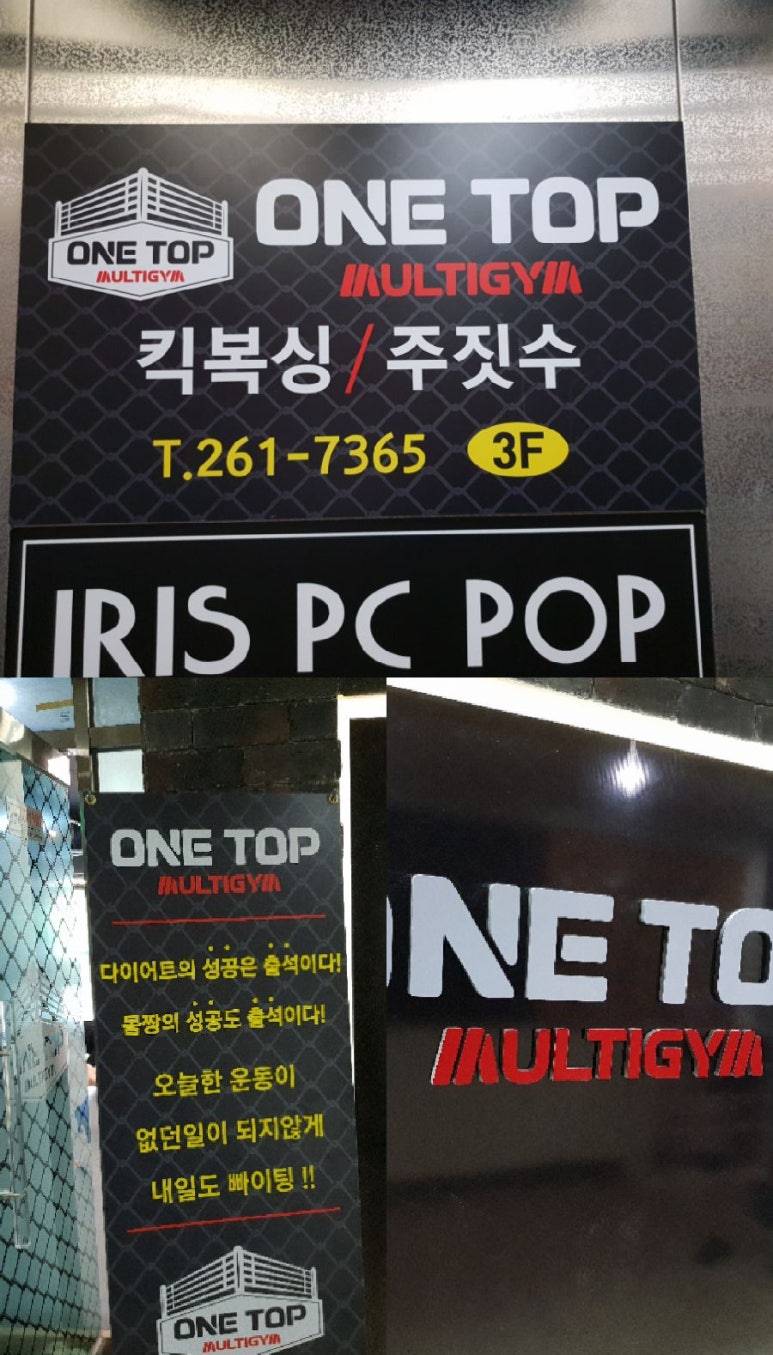 ONE TOP
MULTIGYM
ONE TOP
MULTIGYM
킥복싱/주짓수
T.261-7365 3F
IRIS PC POP
ONE TOP
MULTIGYM
다이어트의 성공은 출석이다!
몸짱의 성공도 출석이다!
오늘한 운동이
없던일이 되지않게
내일도 빠이팅!!
ONE TOP
MULTIGYM
ONE TO
MULTIGYM